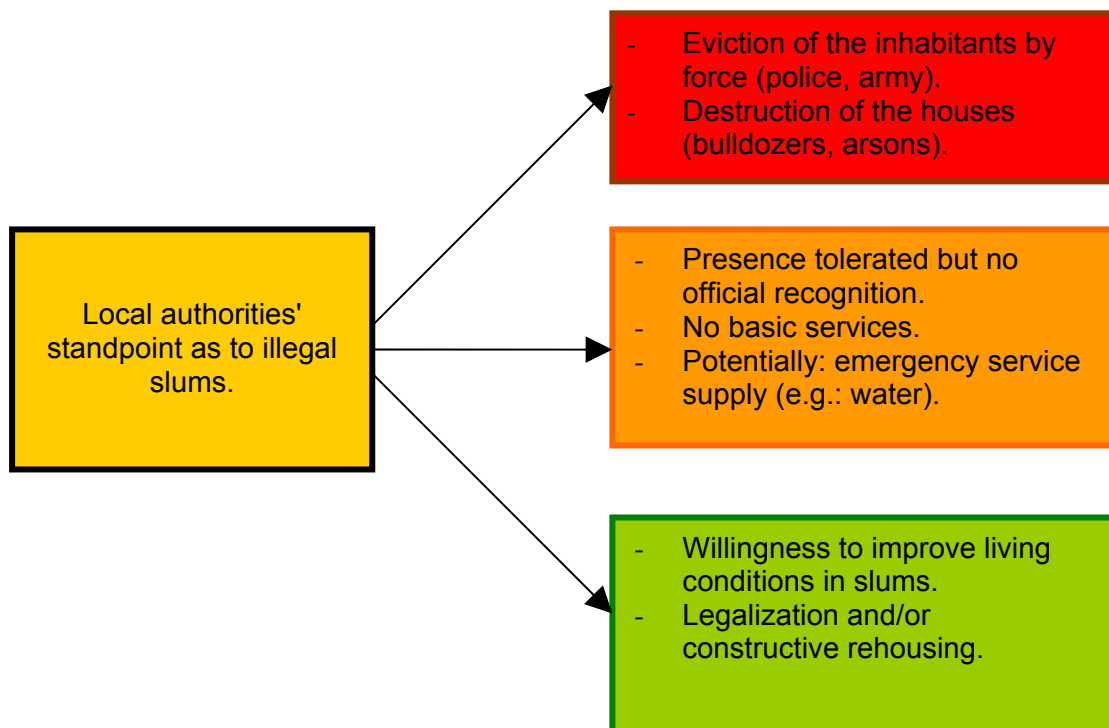 - Eviction of the inhabitants by
force (police, army).
- Destruction of the houses
(bulldozers, arsons).
Local authorities'
standpoint as to illegal
slums.
- Presence tolerated but no
official recognition.
- No basic services.
- Potentially: emergency service
supply (e.g.: water).
- Willingness to improve living
conditions in slums.
- Legalization and/or
constructive rehousing.